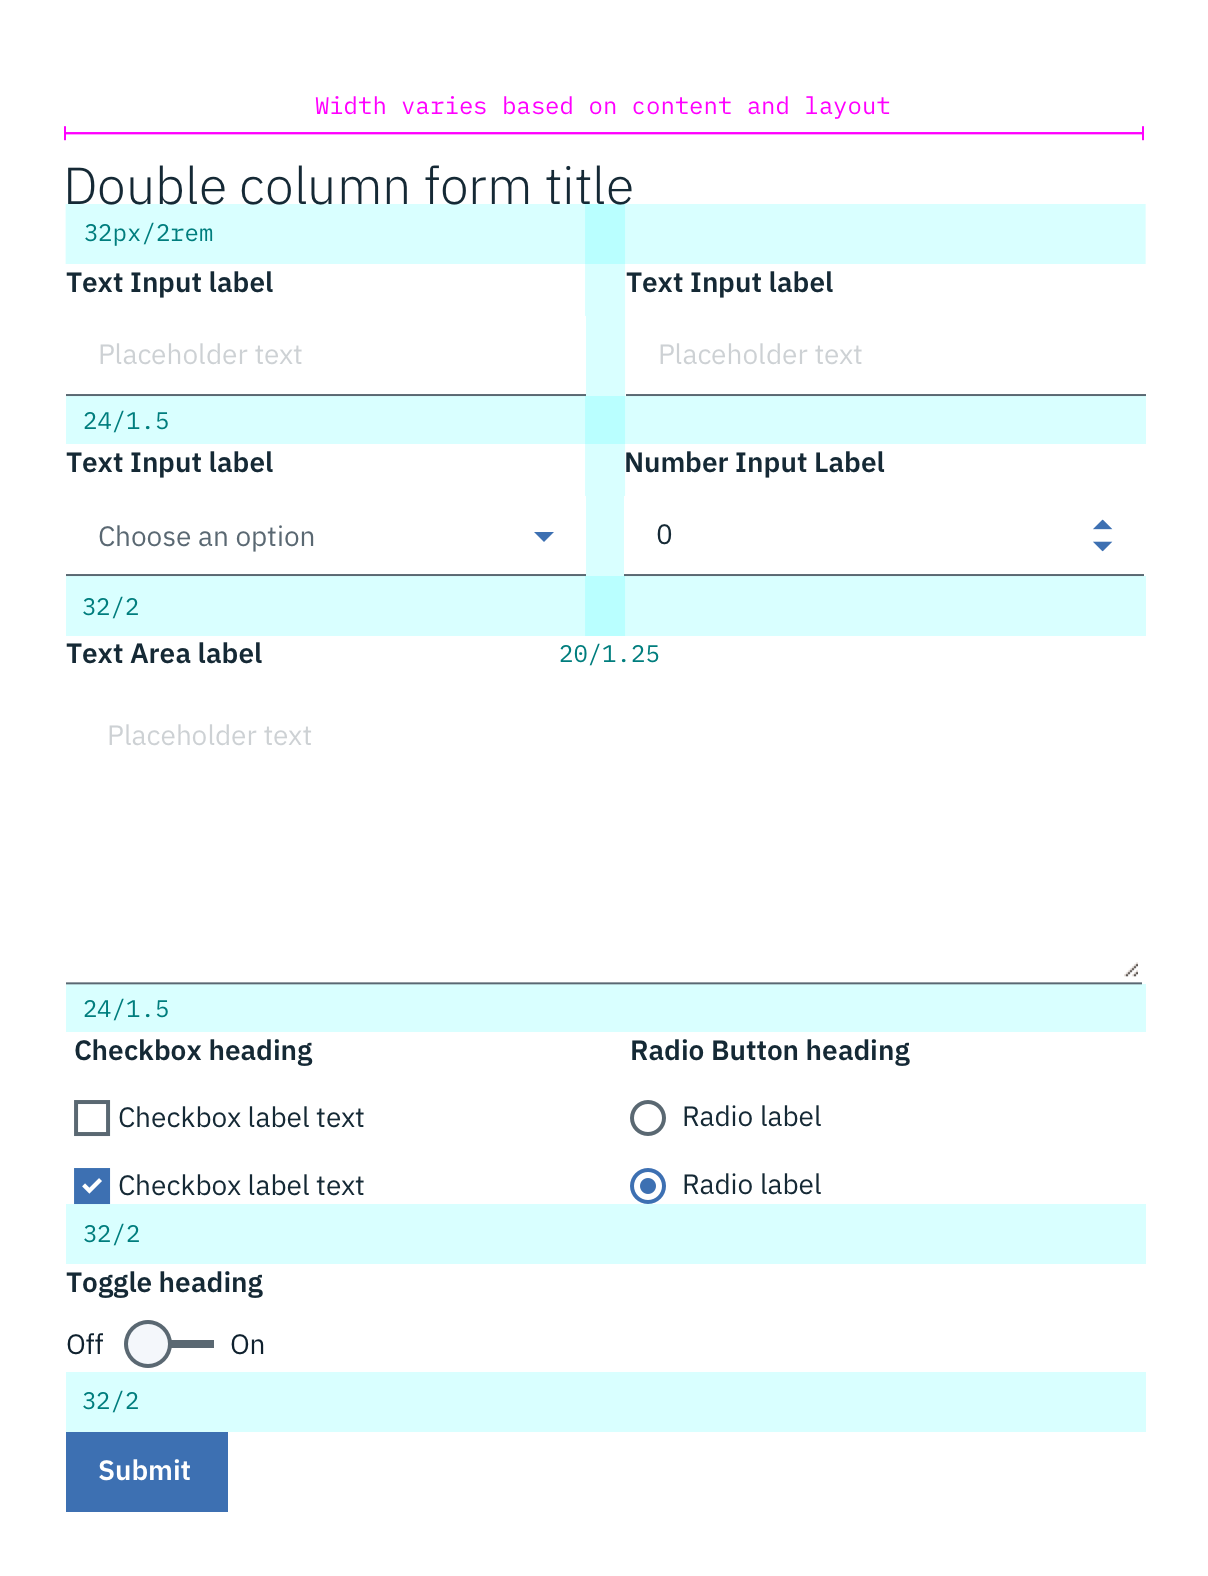 Width varies based on content and layout
Double column form title
32px/2rem
Text Input label
Text Input label
Placeholder text
Placeholder text
24/1.5
Text Input label
Number Input Label
Choose an option
0
32/2
Text Area label
20/1.25
Placeholder text
24/1.5
Checkbox heading
Radio Button heading
Checkbox label text
Radio label
Checkbox label text
Radio label
32/2
Toggle heading
Off
On
32/2
Submit